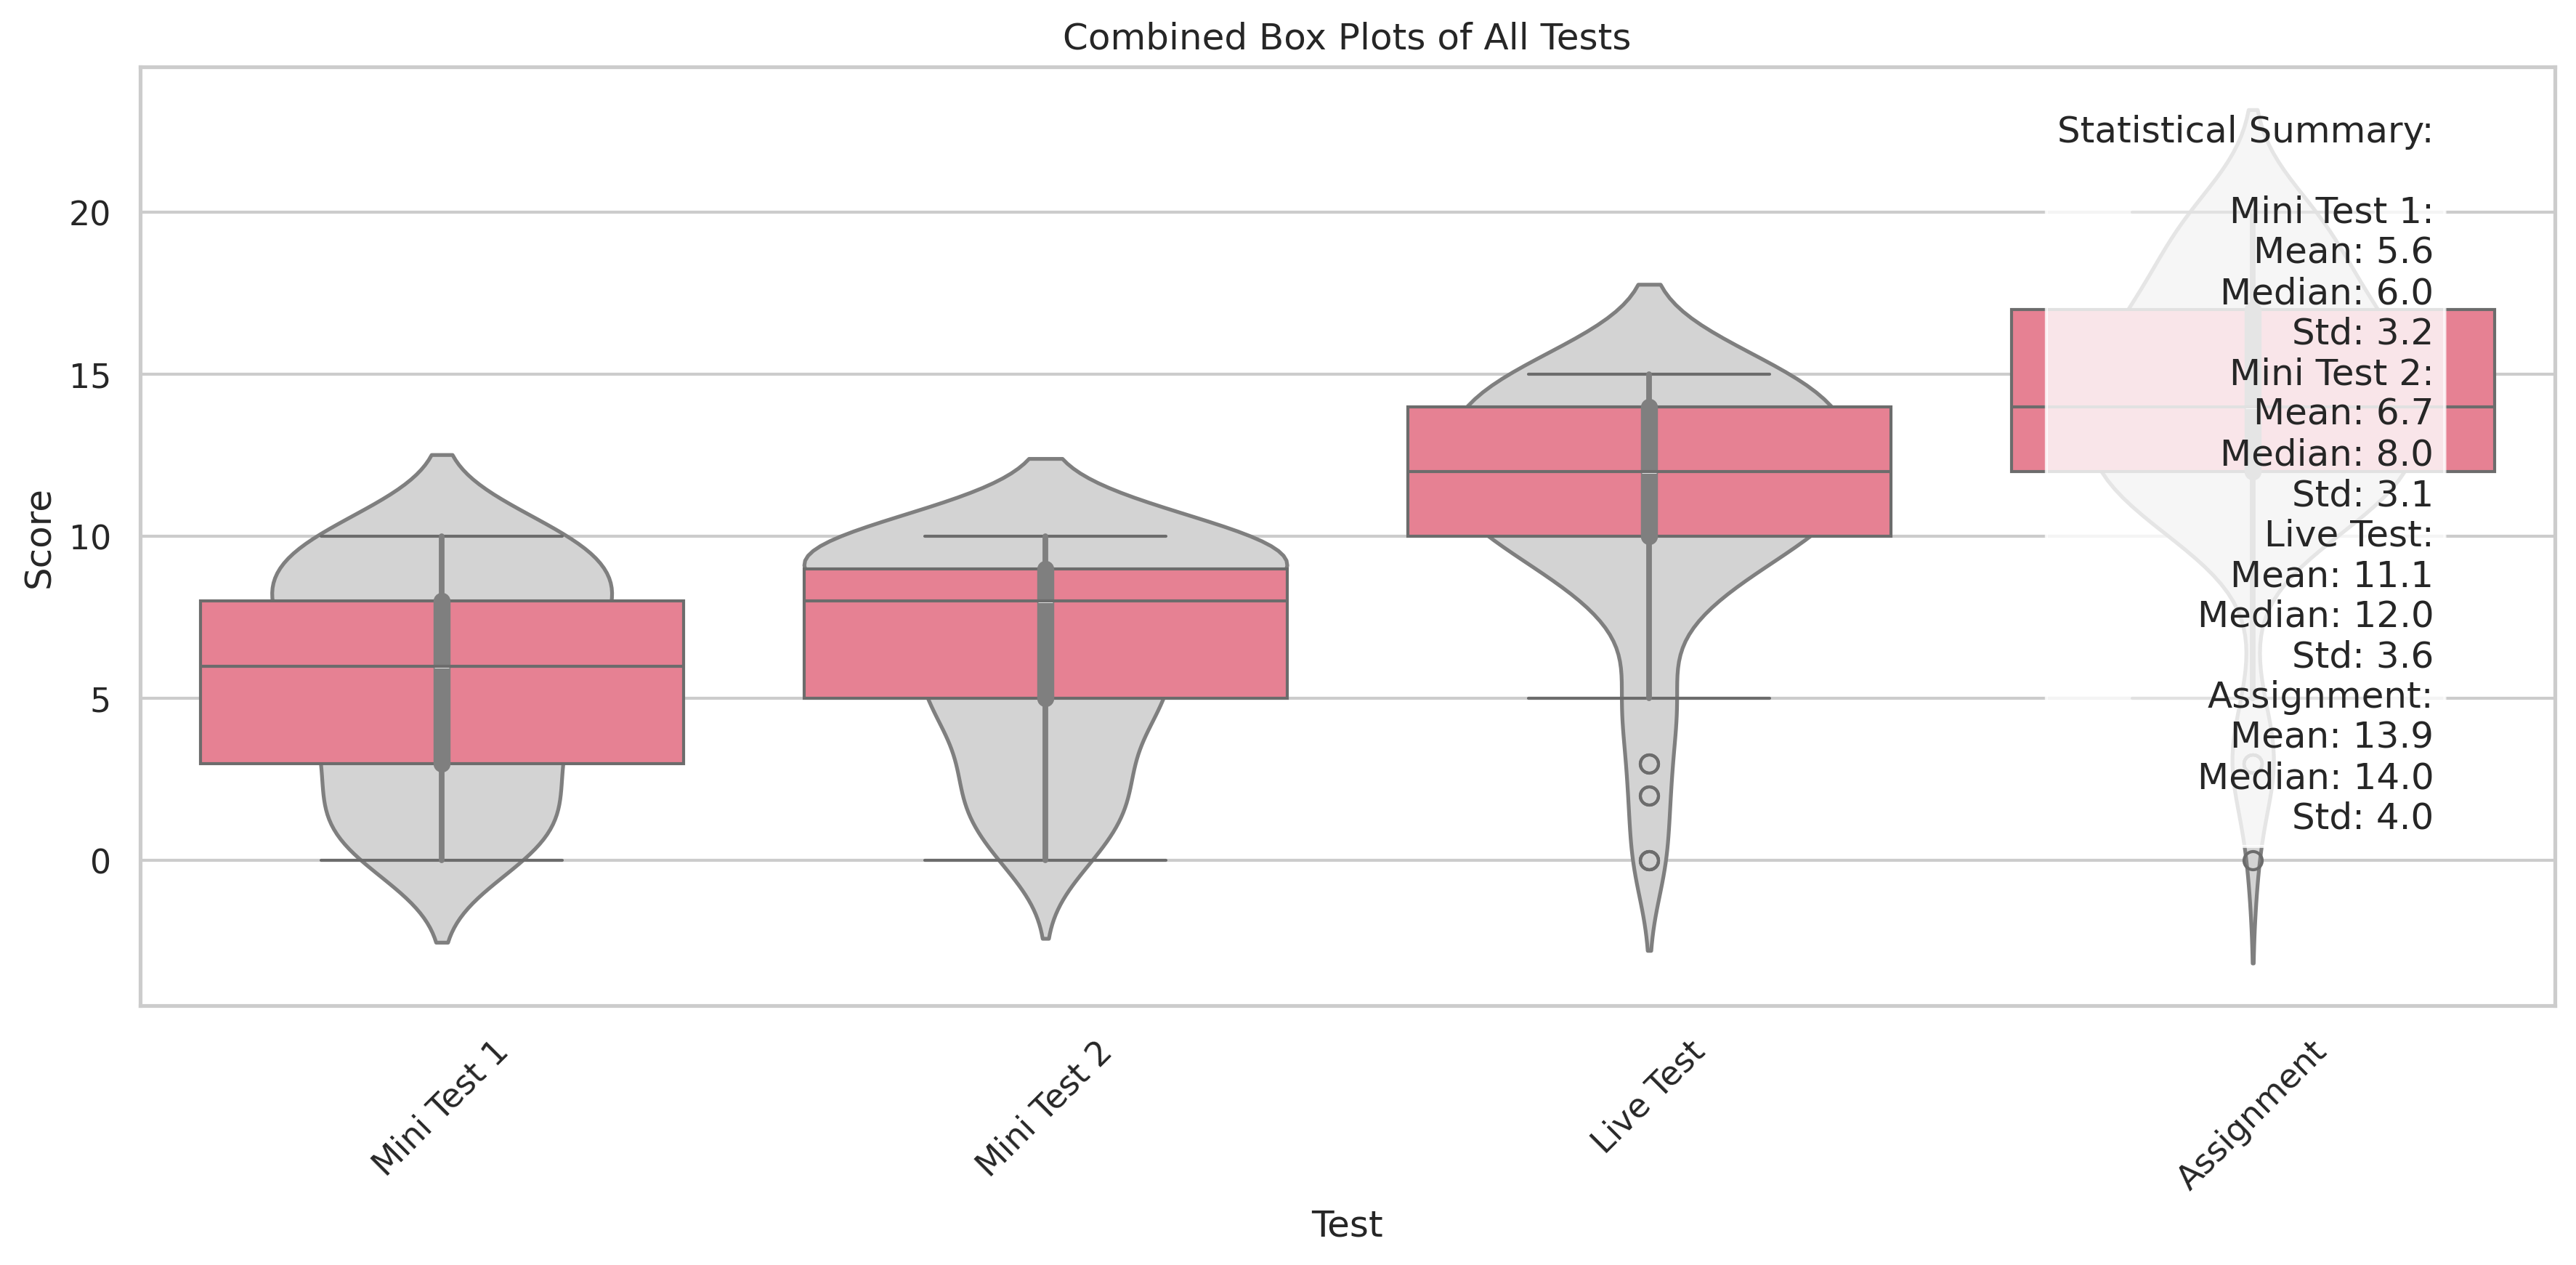 Combined Box Plots of All Tests
Statistical Summary:
Mini Test 1:
Mean: 5.6
Median: 6.0
Std: 3.2
Mini Test 2:
Mean: 6.7
Median: 8.0
Std: 3.1
Live Test:
Mean: 11.1
Median: 12.0
Std: 3.6
Assignment:
Mean: 13.9
Median: 14.0
Std: 4.0
Score
20
15
10
5
0
Mini Test 1
Mini Test 2
Live Test
Assignment
Test